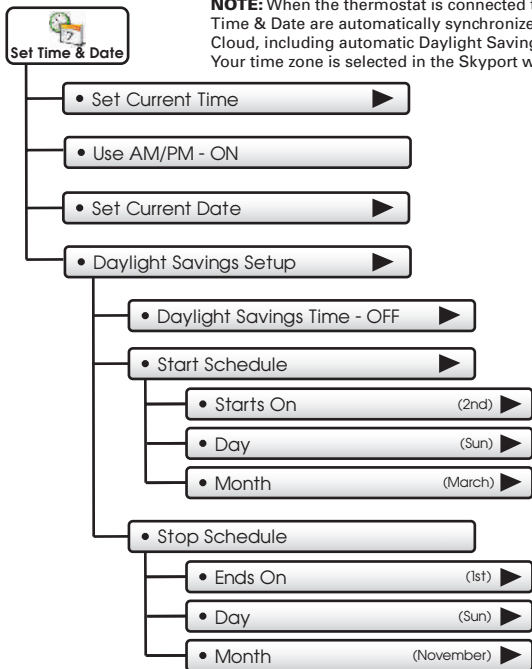 NOTE: When the thermostat is connected
Time & Date are automatically
Cloud, including automatic Daylight
Your time zone is selected in the Skyport
7
Set Time & Date
• Set Current Time
• Use AM/PM - ON
• Set Current Date
• Daylight Savings Setup
• Daylight Savings Time - OFF
• Start Schedule
• Starts On (2nd)
• Day (Sun)
• Month (March)
• Stop Schedule
• Ends On (1st)
• Day (Sun)
• Month (November)